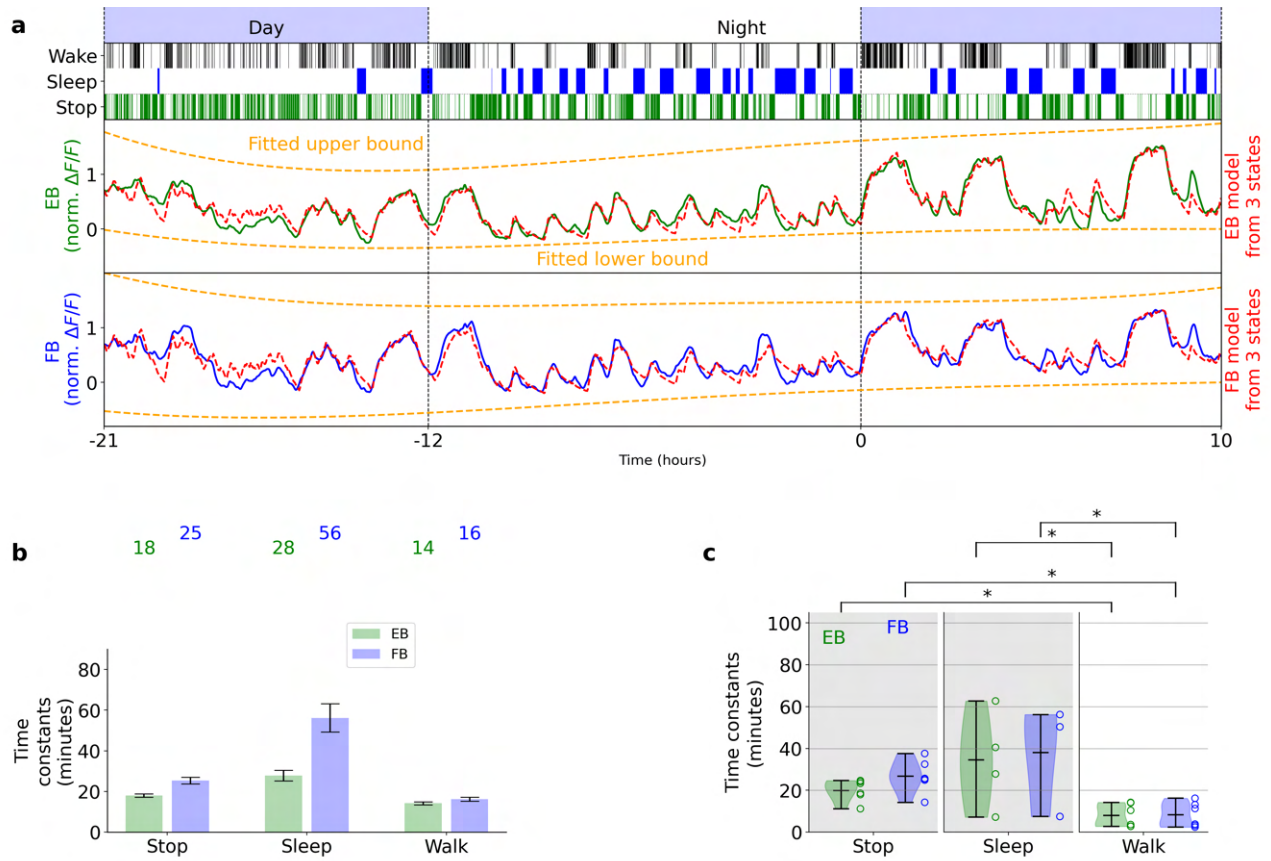 a
Day
Night
Wake
Sleep
Stop
Fitted upper bound
1
0
EB
(norm. ΔF/F)
EB model
from 3 states
Fitted lower bound
1
0
FB
(norm. ΔF/F)
FB model
from 3 states
-21
-12
0
10
Time (hours)
b
18
25
28
56
14
16
EB
FB
80
60
40
20
0
Time
constants
(minutes)
Stop
Sleep
Walk
c
*
*
*
*
EB
FB
100
80
60
40
20
0
Time constants
(minutes)
Stop
Sleep
Walk